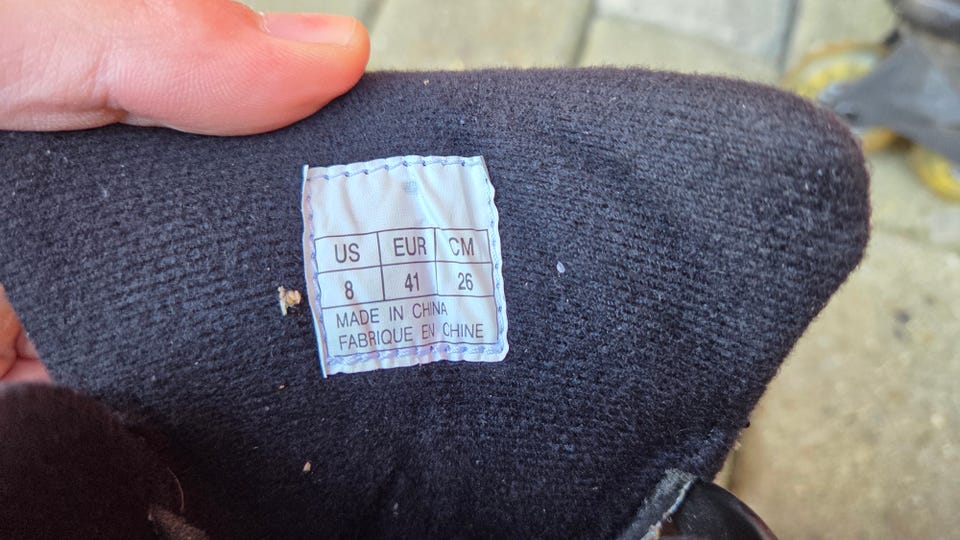 US EUR CM
8 41 26
MADE IN CHINA
FABRIQUE EN CHINE